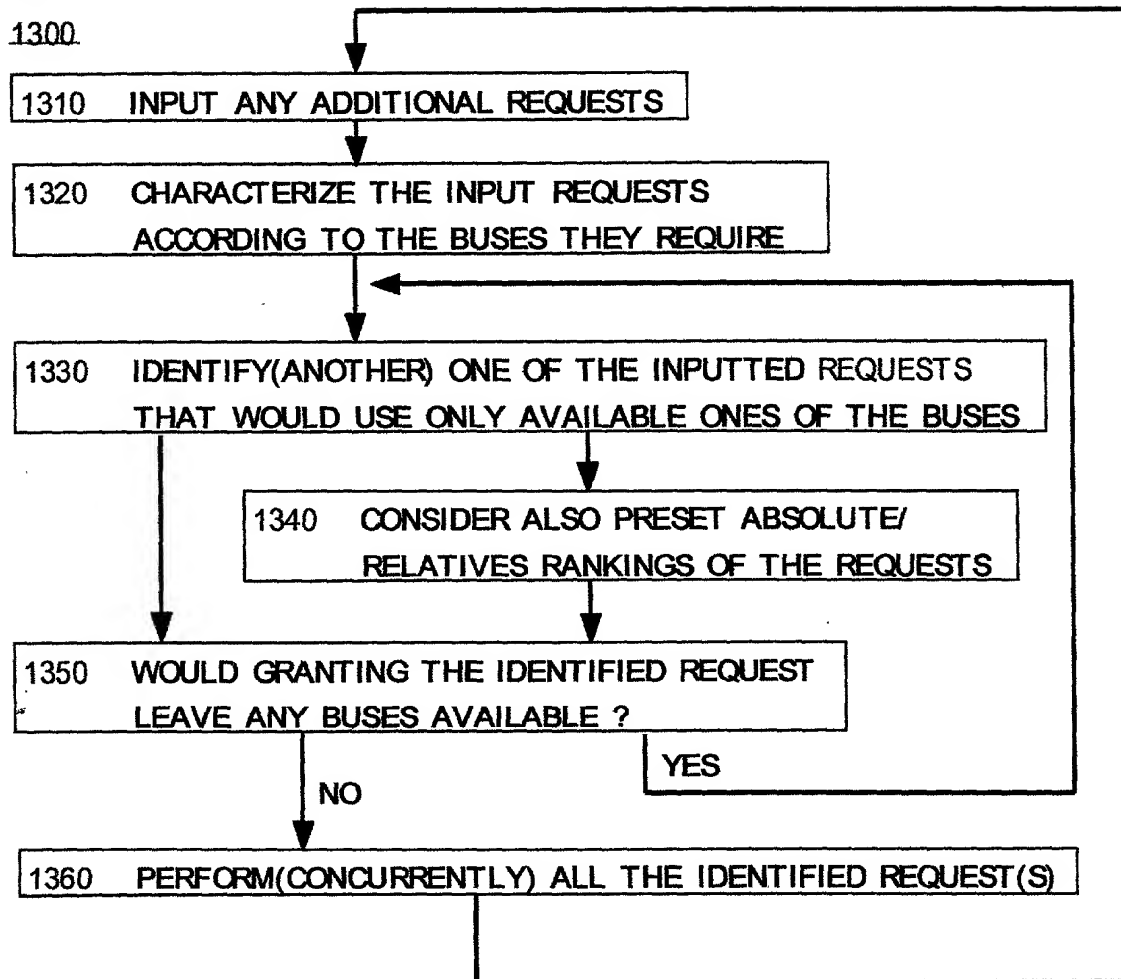 1300
1310 INPUT ANY ADDITIONAL REQUESTS
1320 CHARACTERIZE THE INPUT REQUESTS
ACCORDING TO THE BUSES THEY REQUIRE
1330 IDENTIFY(ANOTHER) ONE OF THE INPUTTED REQUESTS
THAT WOULD USE ONLY AVAILABLE ONES OF THE BUSES
1340 CONSIDER ALSO PRESET ABSOLUTE/
RELATIVES RANKINGS OF THE REQUESTS
1350 WOULD GRANTING THE IDENTIFIED REQUEST
LEAVE ANY BUSES AVAILABLE ?
YES
NO
1360 PERFORM(CONCURRENTLY) ALL THE IDENTIFIED REQUEST(S)